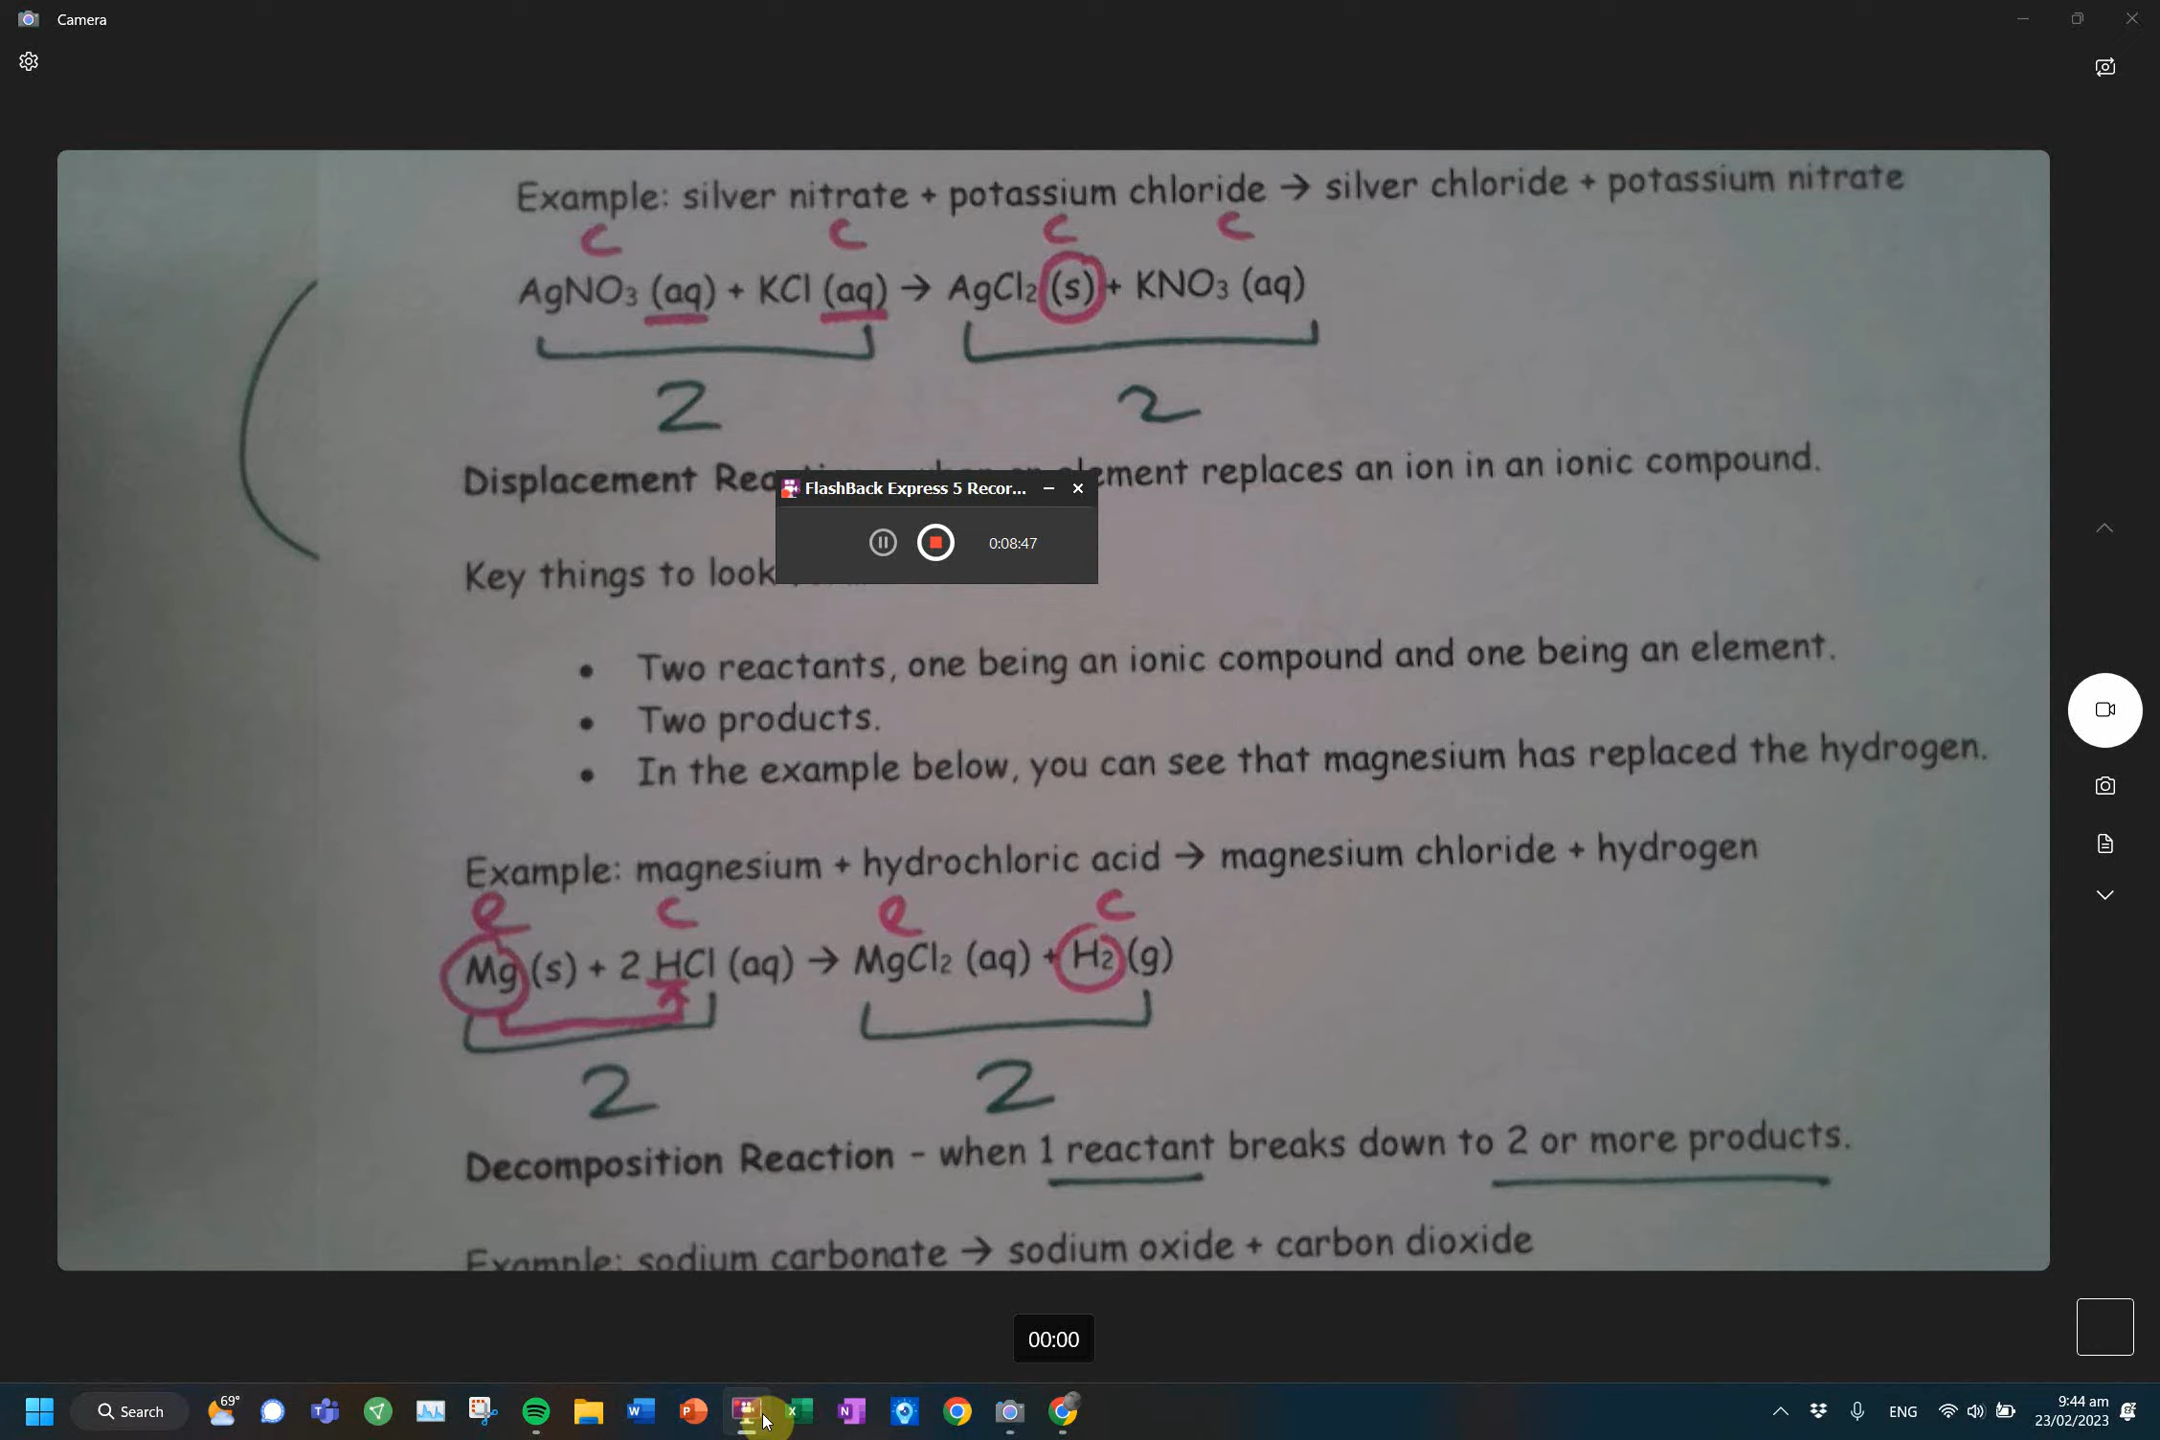 Camera
Example: silver nitrate + potassium chloride → silver chloride + potassium nitrate
c c c c
AgNO3 (aq) + KCl (aq) → AgCl2 (s) + KNO3 (aq)
2 2
Displacement Rea element replaces an ion in an ionic compound.
FlashBack Express 5 Recor...
0:08:47
Key things to look
• Two reactants, one being an ionic compound and one being an element.
• Two products.
• In the example below, you can see that magnesium has replaced the hydrogen.
Example: magnesium + hydrochloric acid → magnesium chloride + hydrogen
e c e c
Mg (s) + 2 HCl (aq) → MgCl2 (aq) + H2 (g)
2 2
Decomposition Reaction - when 1 reactant breaks down to 2 or more products.
Example: sodium carbonate → sodium oxide + carbon dioxide
00:00
69°
Search
ENG
9:44 am
23/02/2023